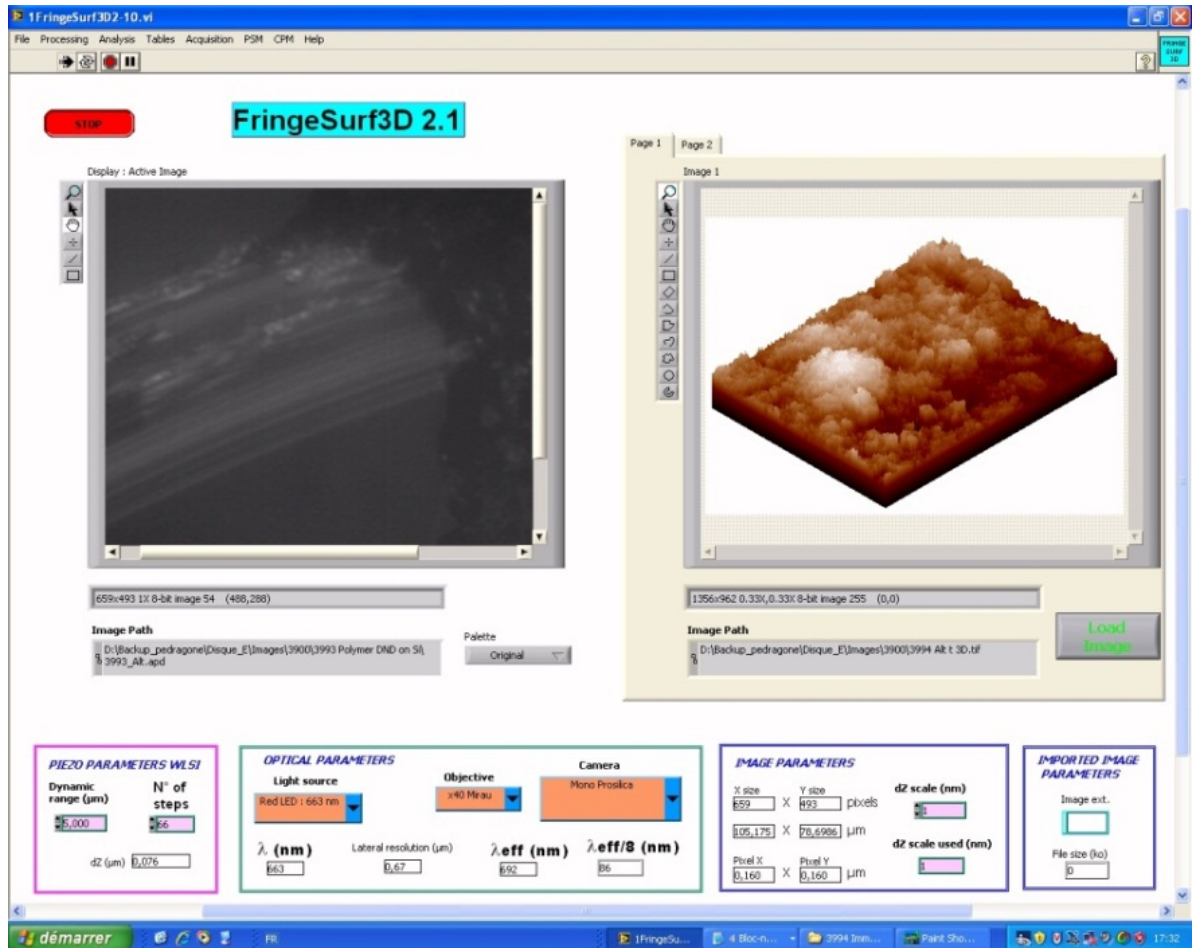 1FringeSurf3D2-10.vi
File Processing Analysis Tables Acquisition PSM CPM Help
FRINGE
SURF
3D
STOP
FringeSurf3D 2.1
Page 1
Page 2
Display : Active Image
Image 1
659x493 1X 8-bit image 54 (488,288)
1356x962 0.33X,0.33X 8-bit image 255 (0,0)
Image Path
D:\Backup_pedragone\Disque_E\Images\3900\3993 Polymer DND on Si\
3993_Alt.apd
Palette
Original
Image Path
D:\Backup_pedragone\Disque_E\Images\3900\3994 Alt t 3D.tif
Load
Image
PIEZO PARAMETERS WLSI
Dynamic
range (µm)
N° of
steps
5,000
66
dZ (µm) 0,076
OPTICAL PARAMETERS
Light source
Red LED : 663 nm
Objective
x40 Mirau
Camera
Mono Prosilica
λ (nm)
663
Lateral resolution (µm)
0,67
λeff (nm)
692
λeff/8 (nm)
86
IMAGE PARAMETERS
X size
Y size
659 X 493 pixels
105,175 X 78,6986 µm
Pixel X
Pixel Y
0,160 X 0,160 µm
dZ scale (nm)
1
dZ scale used (nm)
1
IMPORTED IMAGE
PARAMETERS
Image ext.
File size (ko)
0
démarrer
FR
1FringeSu...
4 Bloc-n...
3994 Imm...
Paint Sho...
17:32